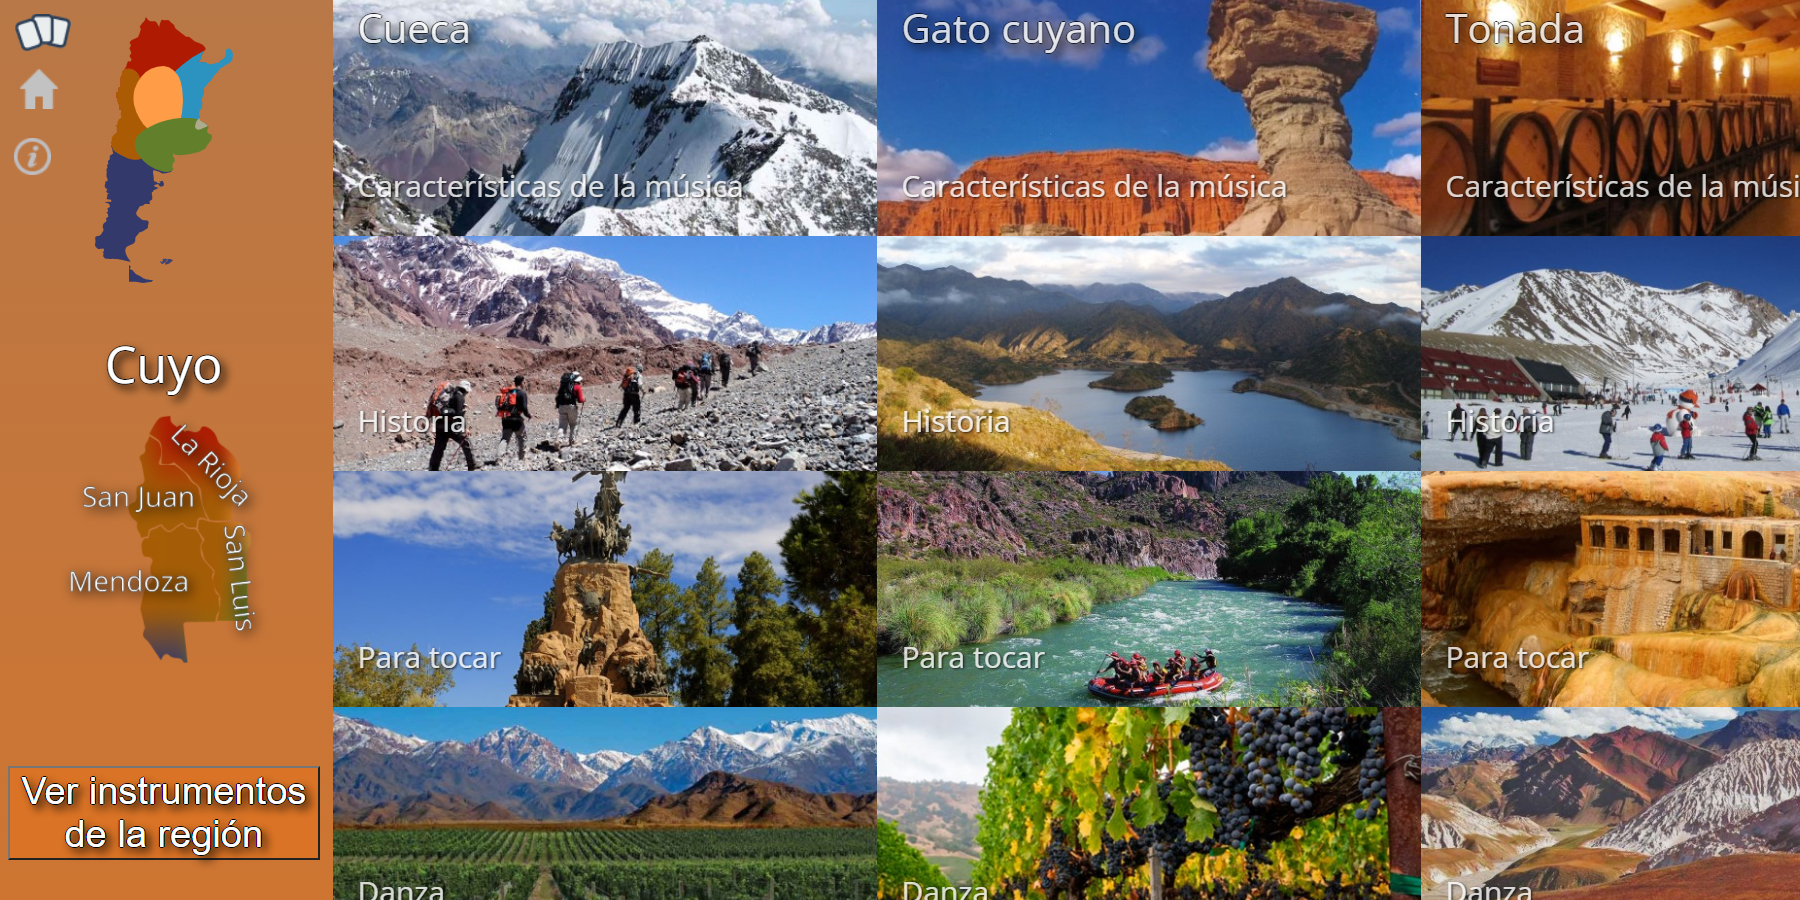 Cuyo
La Rioja
San Juan
San Luis
Mendoza
Ver instrumentos
de la región
Cueca
Características de la música
Historia
Para tocar
Danza
Gato cuyano
Características de la música
Historia
Para tocar
Danza
Tonada
Características de la músi
Historia
Para tocar
Danza